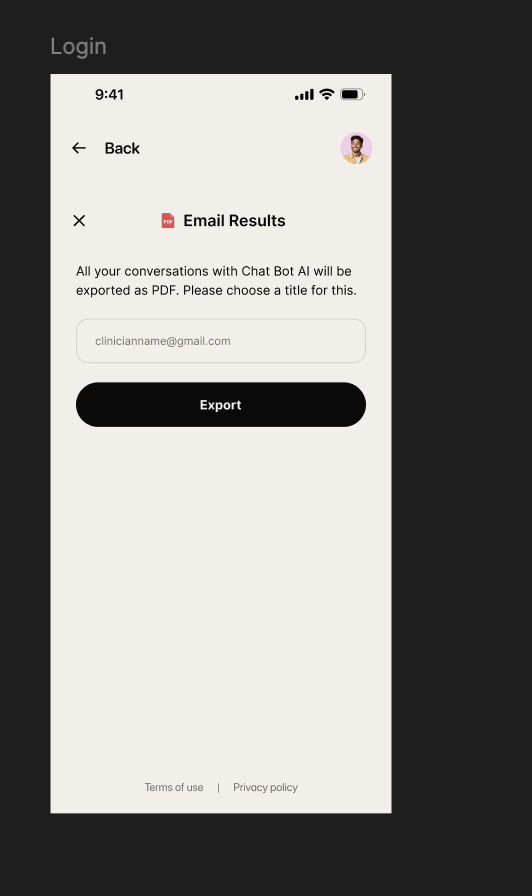 Login
9:41
Back
PDF
Email Results
All your conversations with Chat Bot AI will be
exported as PDF. Please choose a title for this.
clinicianname@gmail.com
Export
Terms of use | Privacy policy